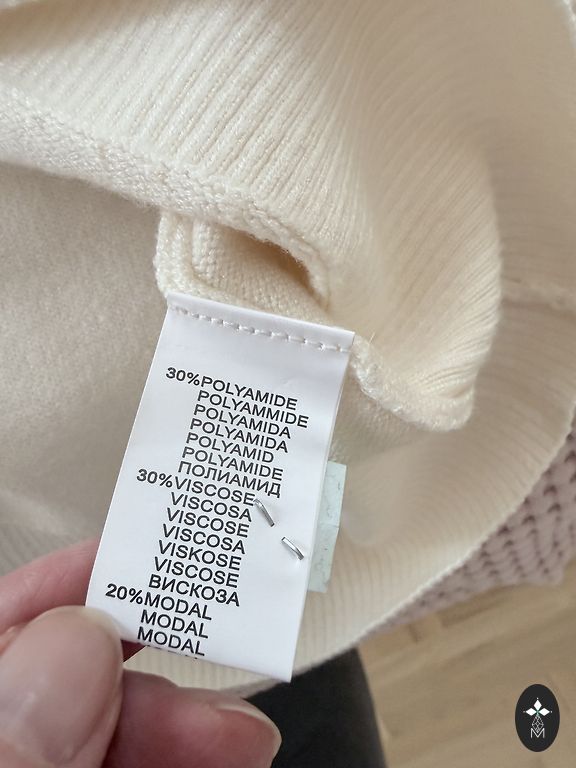 30%POLYAMIDE
POLYAMMIDE
POLYAMIDA
POLYAMIDA
POLYAMID
POLYAMIDE
ПОЛИАМИД
30%VISCOSE
VISCOSA
VISCOSE
VISCOSA
VISKOSE
VISCOSE
ВИСКОЗА
20%MODAL
MODAL
MODAL
M